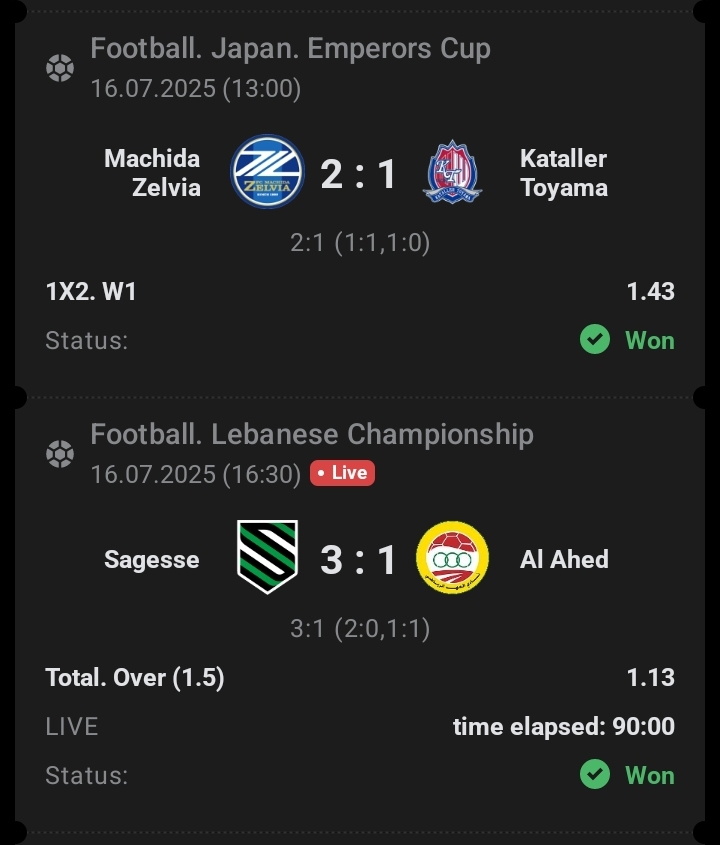 Football. Japan. Emperors Cup
16.07.2025 (13:00)
Machida
Zelvia
ZELVIA
2 : 1
Kataller
Toyama
2:1 (1:1,1:0)
1X2. W1
1.43
Status:
Won
Football. Lebanese Championship
16.07.2025 (16:30)
• Live
Sagesse
3 : 1
Al Ahed
3:1 (2:0,1:1)
Total. Over (1.5)
1.13
LIVE
time elapsed: 90:00
Status:
Won